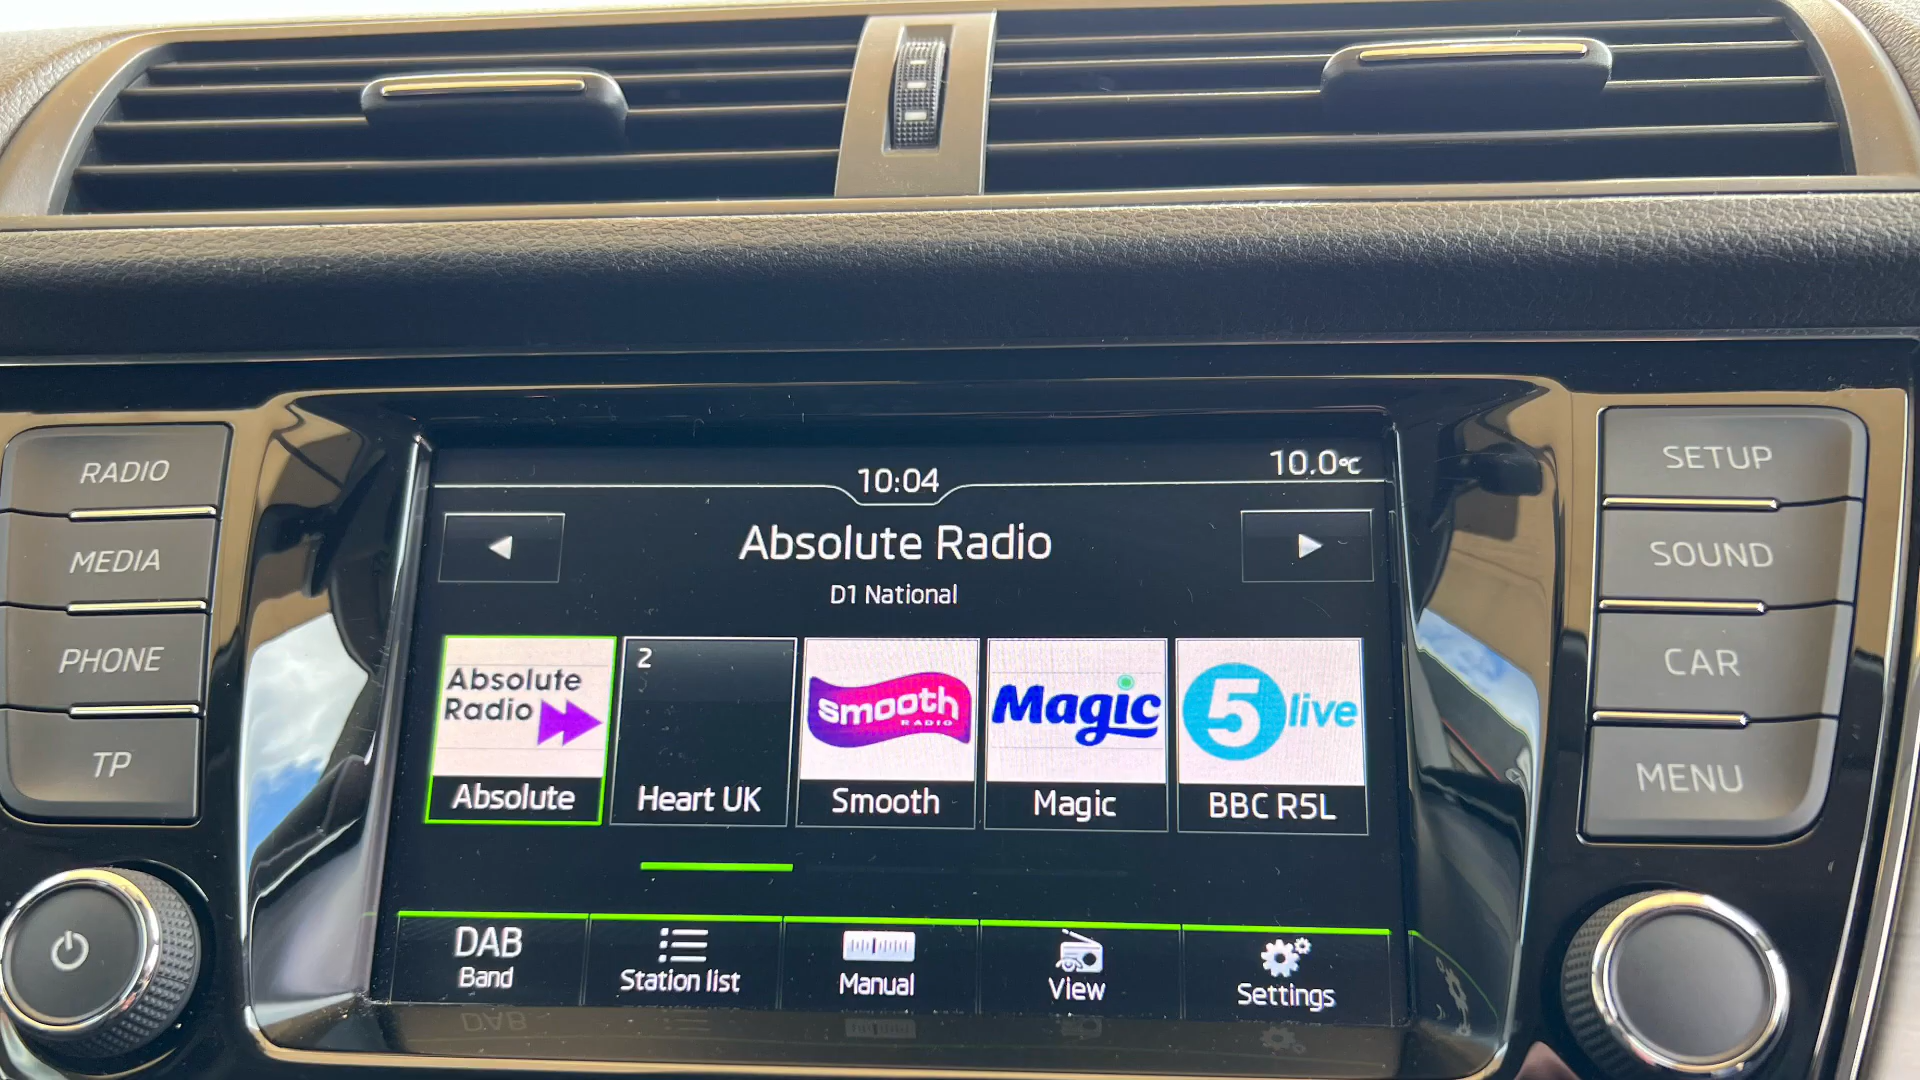 RADIO
MEDIA
PHONE
TP
10:04
10.0°C
Absolute Radio
D1 National
Absolute
Radio
Absolute
2
Heart UK
smooth
RADIO
Smooth
Magic
Magic
5 live
BBC R5L
DAB
Band
Station list
Manual
View
Settings
SETUP
SOUND
CAR
MENU